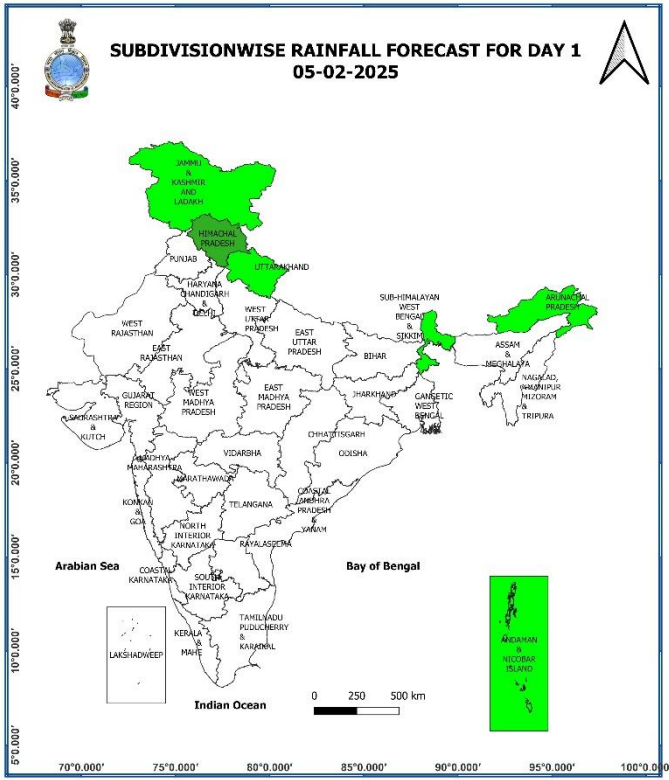 SUBDIVISIONWISE RAINFALL FORECAST FOR DAY 1
05-02-2025
40°0.000'
35°0.000'
30°0.000'
25°0.000'
20°0.000'
15°0.000'
10°0.000'
5°0.000'
JAMMU
&
KASHMIR
AND
LADAKH
HIMACHAL
PRADESH
PUNJAB
UTTARAKHAND
HARYANA
CHANDIGARH
&
DELHI
WEST
UTTAR
PRADESH
EAST
UTTAR
PRADESH
SUB-HIMALAYAN
WEST
BENGAL
&
SIKKIM
ARUNACHAL
PRADESH
WEST
RAJASTHAN
EAST
RAJASTHAN
BIHAR
ASSAM
&
MEGHALAYA
NAGALAD,
MANIPUR
MIZORAM
&
TRIPURA
GUJARAT
REGION
WEST
MADHYA
PRADESH
EAST
MADHYA
PRADESH
JHARKHAND
GANGETIC
WEST
BENGAL
SAURASHTRA
&
KUTCH
CHHATTISGARH
ODISHA
MADHYA
MAHARASHTRA
VIDARBHA
MARATHAWADA
KONKAN
&
GOA
TELANGANA
COASTAL
ANDHRA
PRADESH
&
YANAM
NORTH
INTERIOR
KARNATAKA
RAYALASEEMA
Arabian Sea
Bay of Bengal
COASTAL
KARNATAKA
SOUTH
INTERIOR
KARNATAKA
LAKSHADWEEP
KERALA
&
MAHE
TAMILNADU
PUDUCHERRY
&
KARAIKAL
ANDAMAN
&
NICOBAR
ISLAND
Indian Ocean
0 250 500 km
70°0.000' 75°0.000' 80°0.000' 85°0.000' 90°0.000' 95°0.000' 100°0.000